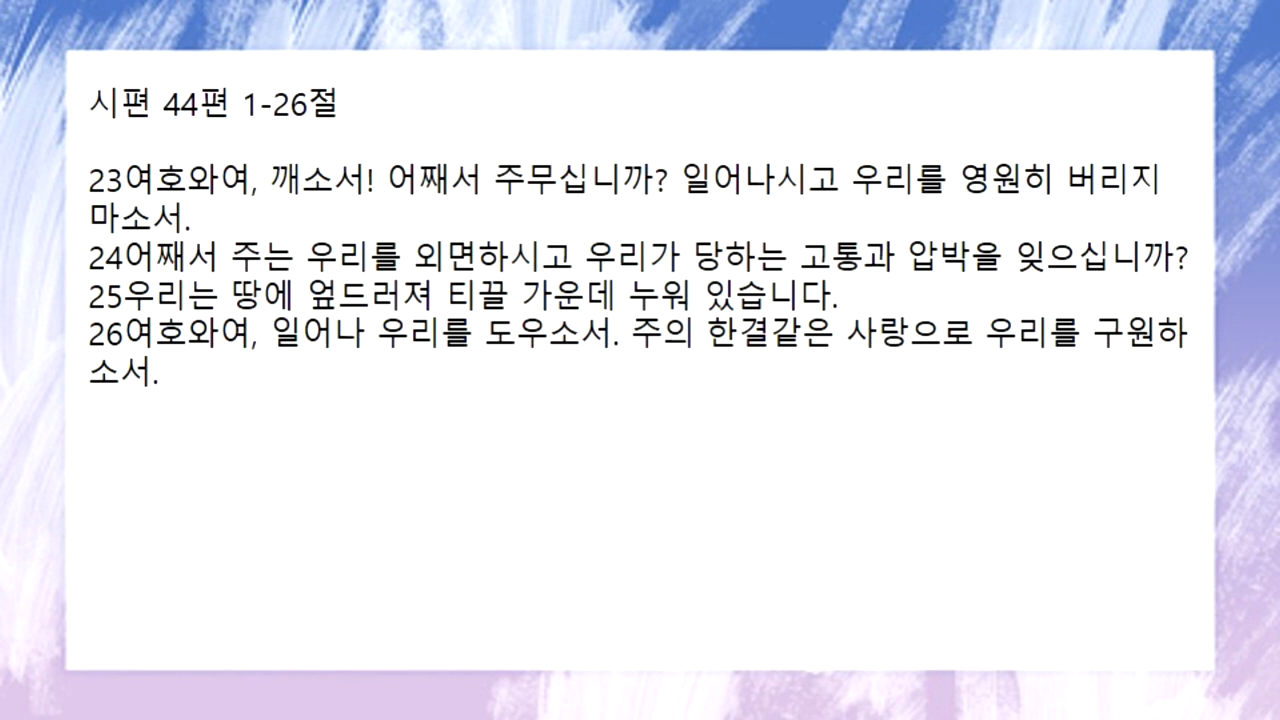 시편 44편 1-26절
23여호와여, 깨소서! 어째서 주무십니까? 일어나시고 우리를 영원히 버리지
마소서.
24어째서 주는 우리를 외면하시고 우리가 당하는 고통과 압박을 잊으십니까?
25우리는 땅에 엎드러져 티끌 가운데 누워 있습니다.
26여호와여, 일어나 우리를 도우소서. 주의 한결같은 사랑으로 우리를 구원하
소서.